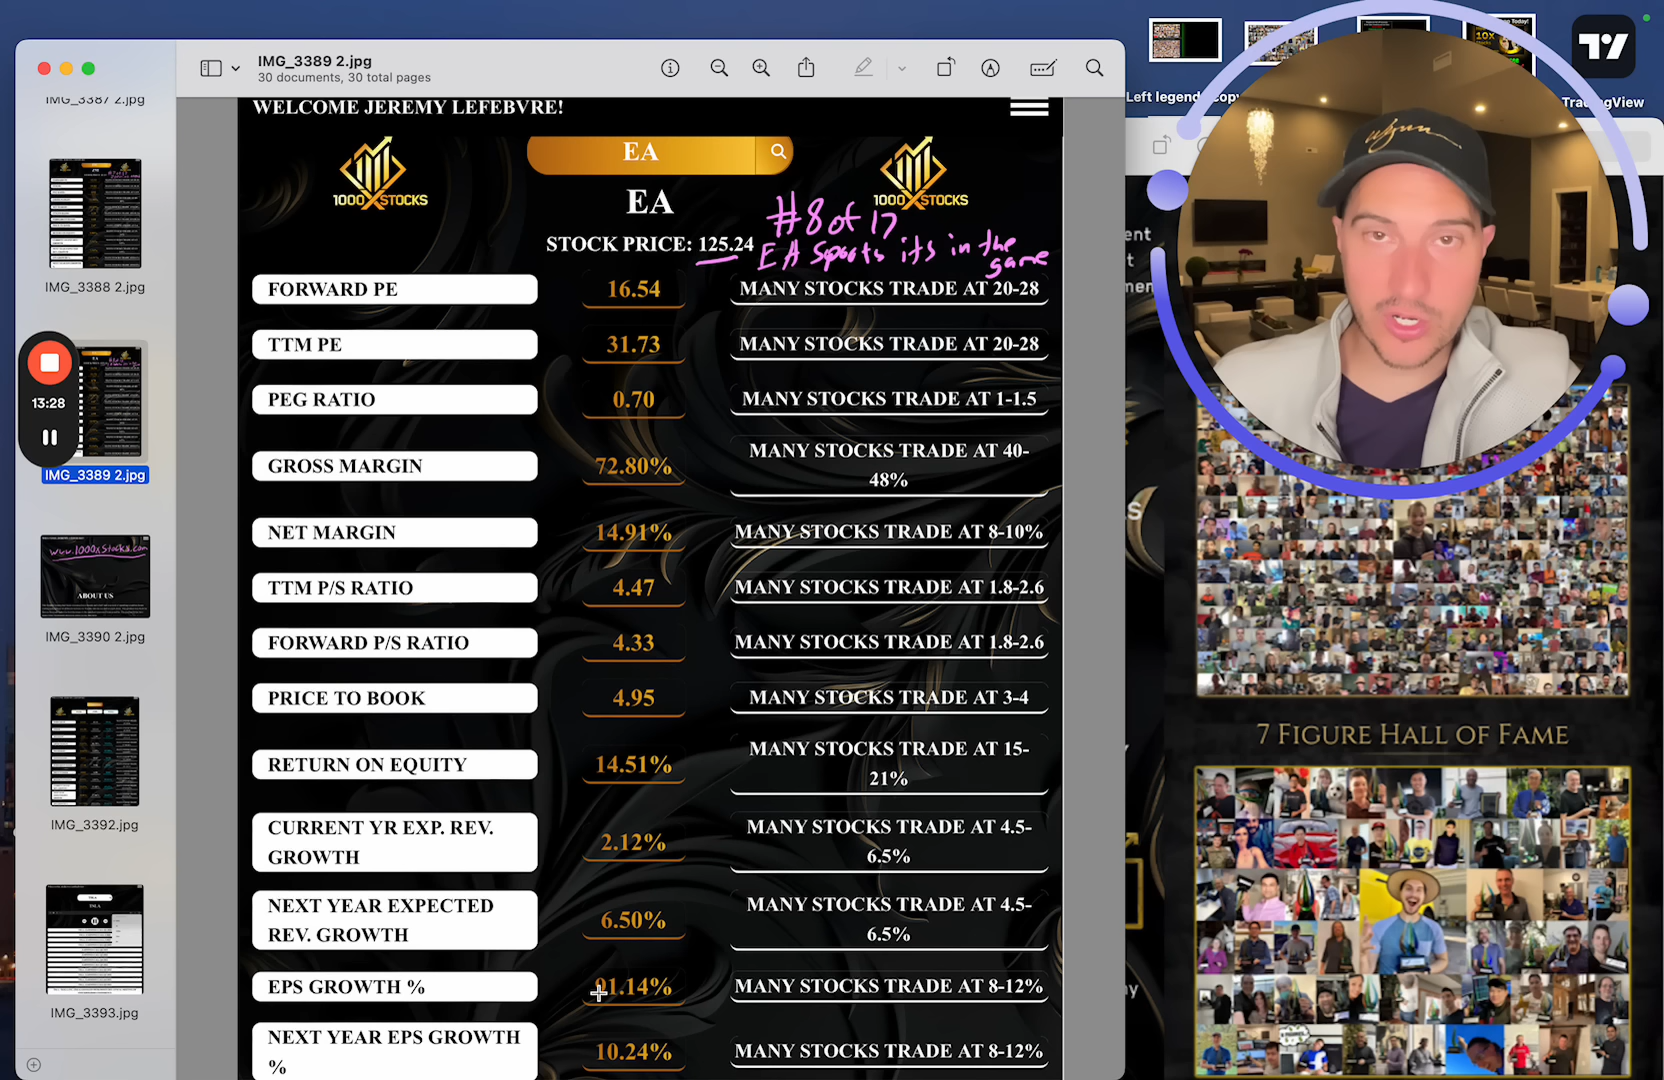 IMG_3387 2.jpg
IMG_3388 2.jpg
13:28
IMG_3389 2.jpg
www.1000xstocks.com
ABOUT US
IMG_3390 2.jpg
IMG_3392.jpg
IMG_3393.jpg
IMG_3389 2.jpg
30 documents, 30 total pages
WELCOME JEREMY LEFEBVRE!
1000XSTOCKS
EA
1000XSTOCKS
EA
STOCK PRICE: 125.24
#8 of 17
EA Sports its in the
game
FORWARD PE 16.54 MANY STOCKS TRADE AT 20-28
TTM PE 31.73 MANY STOCKS TRADE AT 20-28
PEG RATIO 0.70 MANY STOCKS TRADE AT 1-1.5
GROSS MARGIN 72.80% MANY STOCKS TRADE AT 40-
48%
NET MARGIN 14.91% MANY STOCKS TRADE AT 8-10%
TTM P/S RATIO 4.47 MANY STOCKS TRADE AT 1.8-2.6
FORWARD P/S RATIO 4.33 MANY STOCKS TRADE AT 1.8-2.6
PRICE TO BOOK 4.95 MANY STOCKS TRADE AT 3-4
RETURN ON EQUITY 14.51% MANY STOCKS TRADE AT 15-
21%
CURRENT YR EXP. REV.
GROWTH 2.12% MANY STOCKS TRADE AT 4.5-
6.5%
NEXT YEAR EXPECTED
REV. GROWTH 6.50% MANY STOCKS TRADE AT 4.5-
6.5%
EPS GROWTH % 91.14% MANY STOCKS TRADE AT 8-12%
NEXT YEAR EPS GROWTH
% 10.24% MANY STOCKS TRADE AT 8-12%
Left legend
TradingView
10x
wynn
7 FIGURE HALL OF FAME